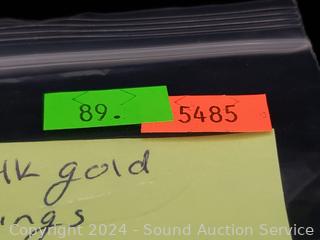 89. 5485
4K gold
ings
Copyright 2024 - Sound Auction Service